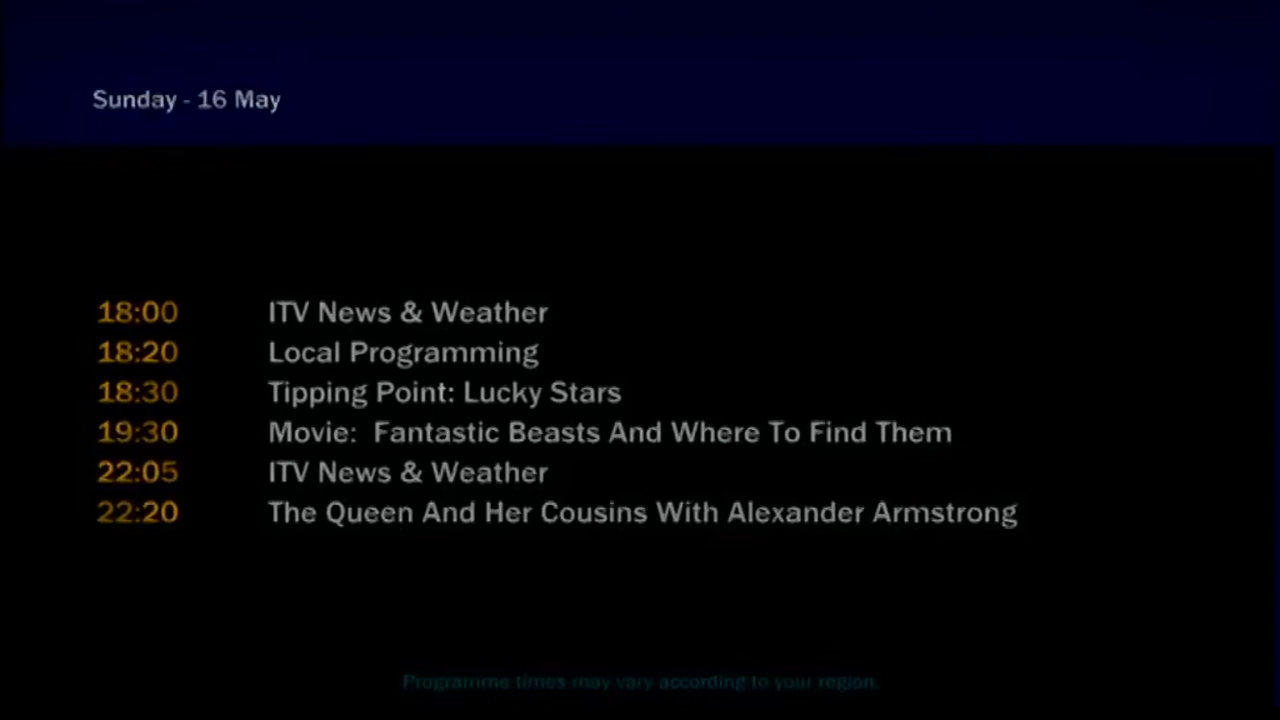 Sunday - 16 May
18:00 ITV News & Weather
18:20 Local Programming
18:30 Tipping Point: Lucky Stars
19:30 Movie: Fantastic Beasts And Where To Find Them
22:05 ITV News & Weather
22:20 The Queen And Her Cousins With Alexander Armstrong
Programme times may vary according to your region.